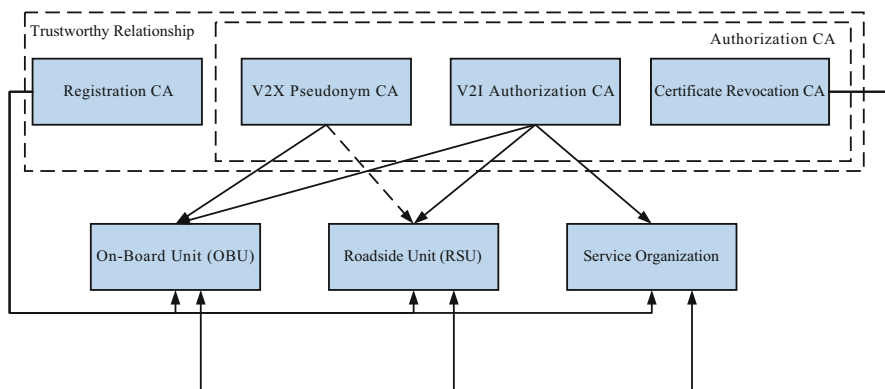 Trustworthy Relationship
Authorization CA
Registration CA
V2X Pseudonym CA
V2I Authorization CA
Certificate Revocation CA
On-Board Unit (OBU)
Roadside Unit (RSU)
Service Organization